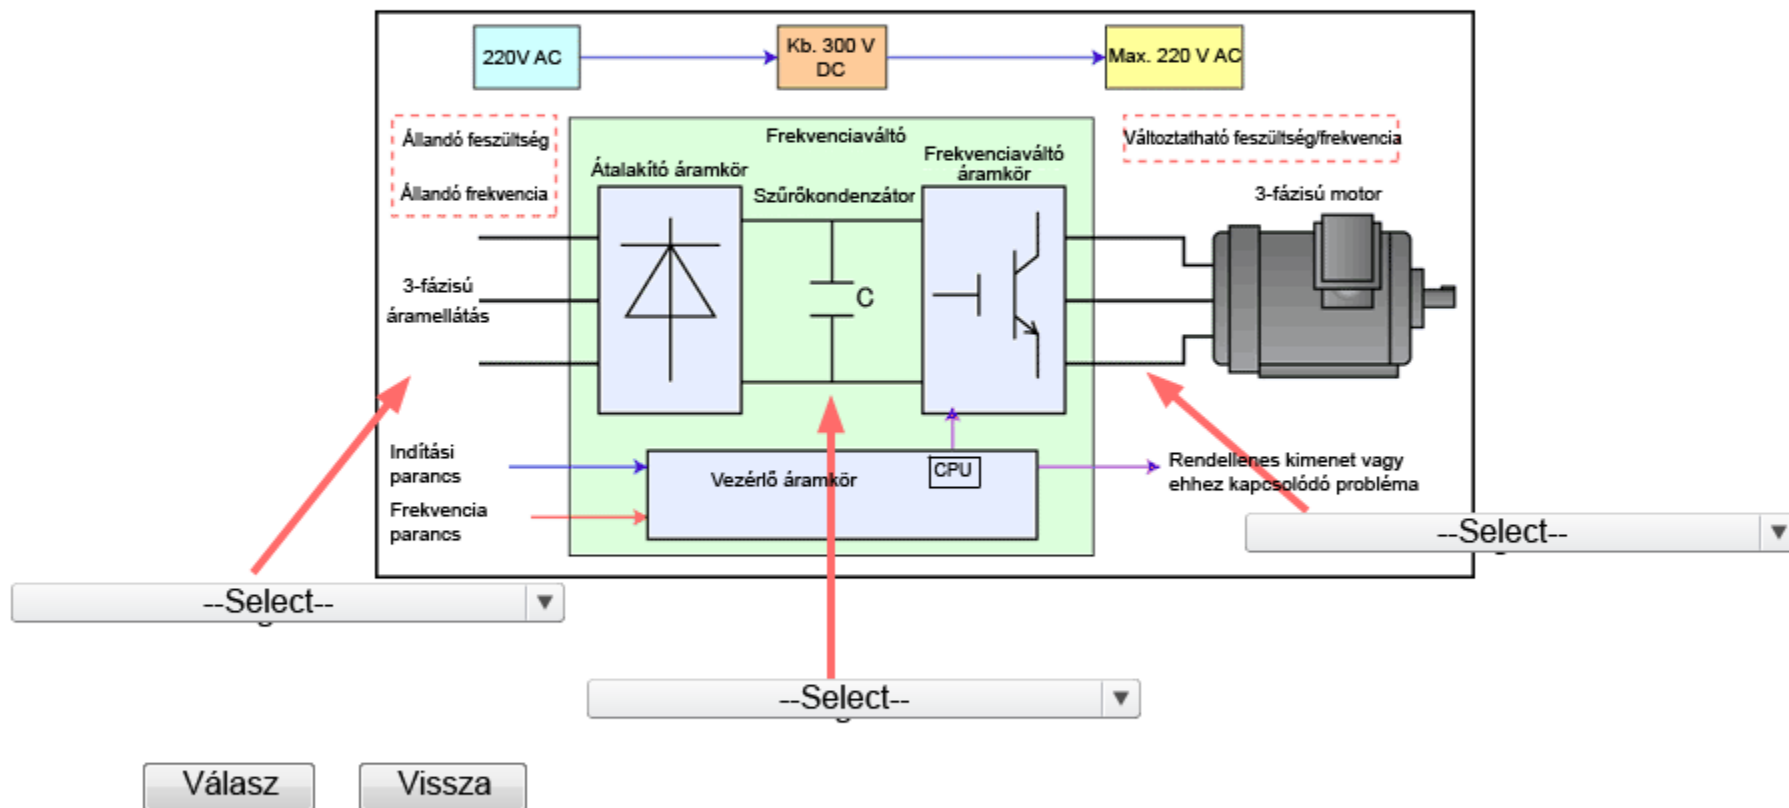 220V AC
Kb. 300 V
DC
Max. 220 V AC
Állandó feszültség
Állandó frekvencia
Frekvenciaváltó
Változtatható feszültség/frekvencia
Átalakító áramkör
Szűrőkondenzátor
Frekvenciaváltó
áramkör
3-fázisú motor
3-fázisú
áramellátás
C
Indítási
parancs
Frekvencia
parancs
Vezérlő áramkör
CPU
Rendellenes kimenet vagy
ehhez kapcsolódó probléma
--Select--
--Select--
--Select--
Válasz
Vissza